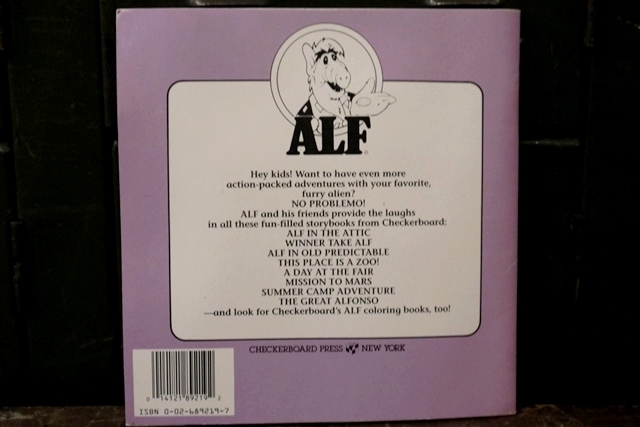 ALF
Hey kids! Want to have even more
action-packed adventures with your favorite,
furry alien?
NO PROBLEMO!
ALF and his friends provide the laughs
in all these fun-filled storybooks from Checkerboard:
ALF IN THE ATTIC
WINNER TAKE ALF
ALF IN OLD PREDICTABLE
THIS PLACE IS A ZOO!
A DAY AT THE FAIR
MISSION TO MARS
SUMMER CAMP ADVENTURE
THE GREAT ALFONSO
—and look for Checkerboard's ALF coloring books, too!
CHECKERBOARD PRESS NEW YORK
0 14121 89219 2
ISBN 0-02-689219-7